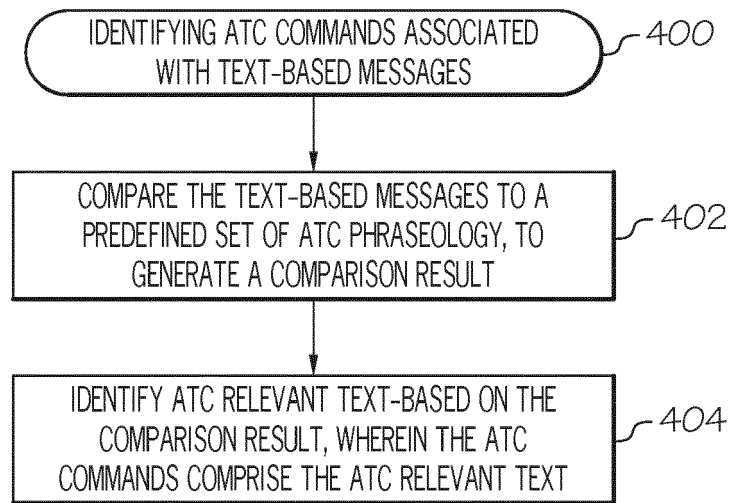 IDENTIFYING ATC COMMANDS ASSOCIATED
WITH TEXT-BASED MESSAGES
400
COMPARE THE TEXT-BASED MESSAGES TO A
PREDEFINED SET OF ATC PHRASEOLOGY, TO
GENERATE A COMPARISON RESULT
402
IDENTIFY ATC RELEVANT TEXT-BASED ON THE
COMPARISON RESULT, WHEREIN THE ATC
COMMANDS COMPRISE THE ATC RELEVANT TEXT
404